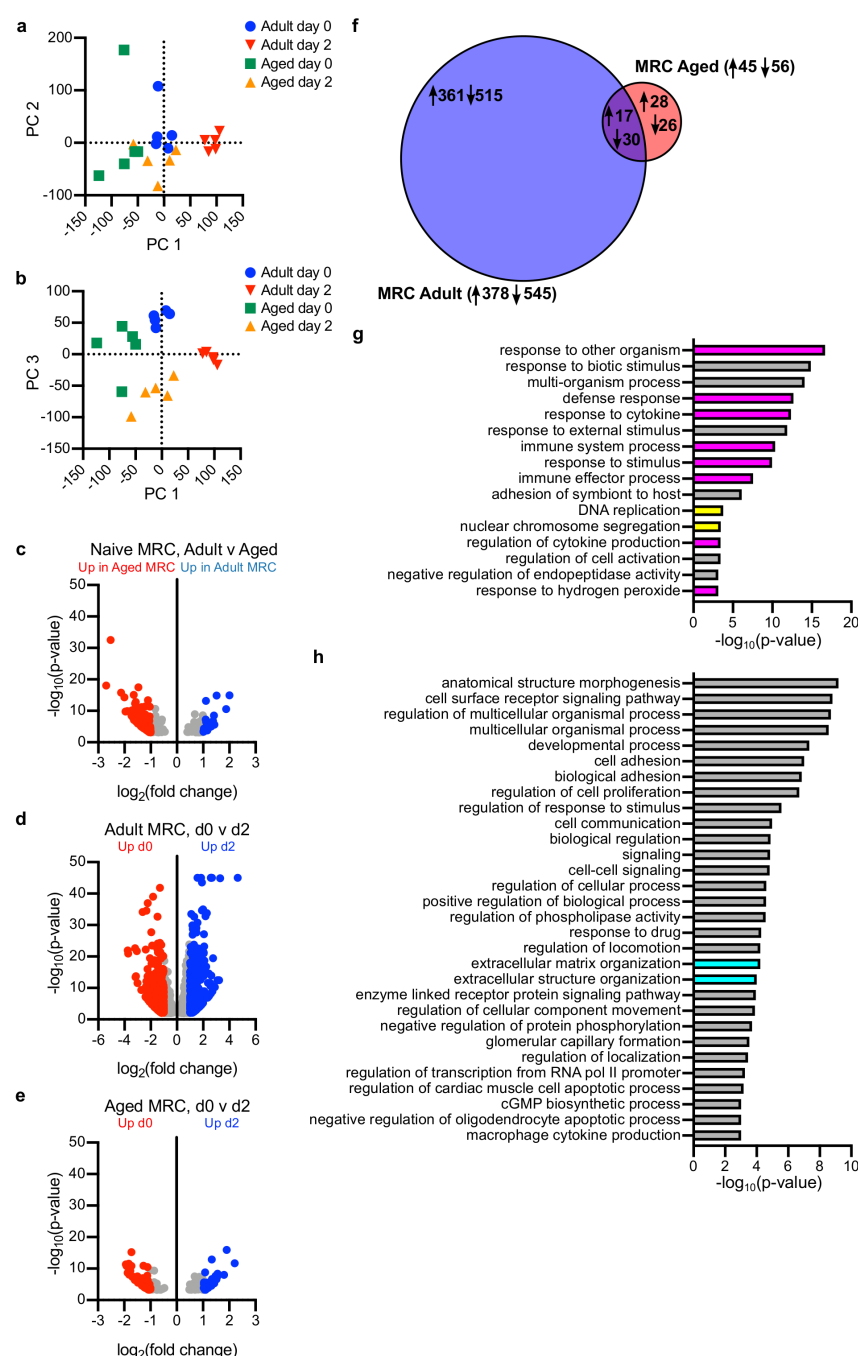 a
Adult day 0
Adult day 2
Aged day 0
Aged day 2
200
100
0
-100
PC 2
-150
-100
-50
0
50
100
150
PC 1
b
Adult day 0
Adult day 2
Aged day 0
Aged day 2
100
50
0
-50
-100
-150
PC 3
-150
-100
-50
0
50
100
150
PC 1
c
Naive MRC, Adult v Aged
Up in Aged MRC Up in Adult MRC
50
40
30
20
10
0
-log10(p-value)
-3 -2 -1 0 1 2 3
log2(fold change)
d
Adult MRC, d0 v d2
Up d0 Up d2
50
40
30
20
10
0
-log10(p-value)
-6 -4 -2 0 2 4 6
log2(fold change)
e
Aged MRC, d0 v d2
Up d0 Up d2
50
40
30
20
10
0
-log10(p-value)
-3 -2 -1 0 1 2 3
log2(fold change)
f
MRC Aged (↑45 ↓56)
↑361↓515
↑17
↓30
↑28
↓26
MRC Adult (↑378 ↓545)
g
response to other organism
response to biotic stimulus
multi-organism process
defense response
response to cytokine
response to external stimulus
immune system process
response to stimulus
immune effector process
adhesion of symbiont to host
DNA replication
nuclear chromosome segregation
regulation of cytokine production
regulation of cell activation
negative regulation of endopeptidase activity
response to hydrogen peroxide
0 5 10 15 20
-log10(p-value)
h
anatomical structure morphogenesis
cell surface receptor signaling pathway
regulation of multicellular organismal process
multicellular organismal process
developmental process
cell adhesion
biological adhesion
regulation of cell proliferation
regulation of response to stimulus
cell communication
biological regulation
signaling
cell-cell signaling
regulation of cellular process
positive regulation of biological process
regulation of phospholipase activity
response to drug
regulation of locomotion
extracellular matrix organization
extracellular structure organization
enzyme linked receptor protein signaling pathway
regulation of cellular component movement
negative regulation of protein phosphorylation
glomerular capillary formation
regulation of localization
regulation of transcription from RNA pol II promoter
regulation of cardiac muscle cell apoptotic process
cGMP biosynthetic process
negative regulation of oligodendrocyte apoptotic process
macrophage cytokine production
0 2 4 6 8 10
-log10(p-value)